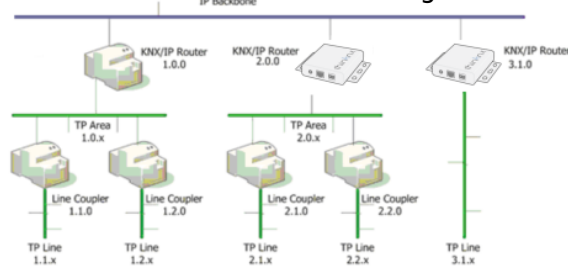 IP Backbone
KNX/IP Router
1.0.0
KNX/IP Router
2.0.0
KNX/IP Router
3.1.0
TP Area
1.0.x
TP Area
2.0.x
Line Coupler
1.1.0
Line Coupler
1.2.0
Line Coupler
2.1.0
Line Coupler
2.2.0
TP Line
1.1.x
TP Line
1.2.x
TP Line
2.1.x
TP Line
2.2.x
TP Line
3.1.x